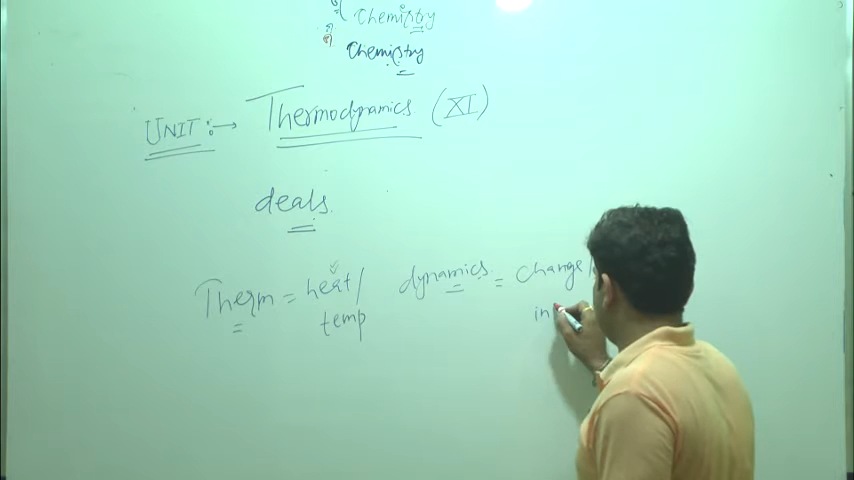 Chemistry
Chemistry
UNIT:→ Thermodynamics (XI)
deals.
Therm = heat/ dynamics = change/
temp in